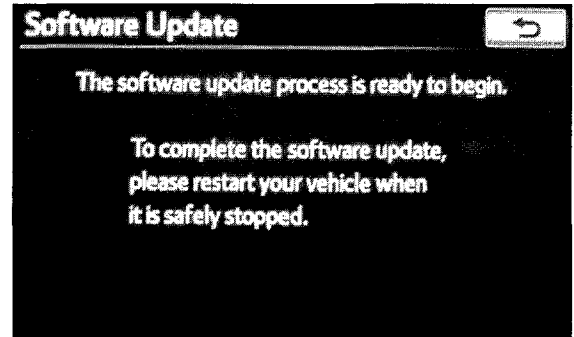 Software Update
The software update process is ready to begin.
To complete the software update,
please restart your vehicle when
it is safely stopped.